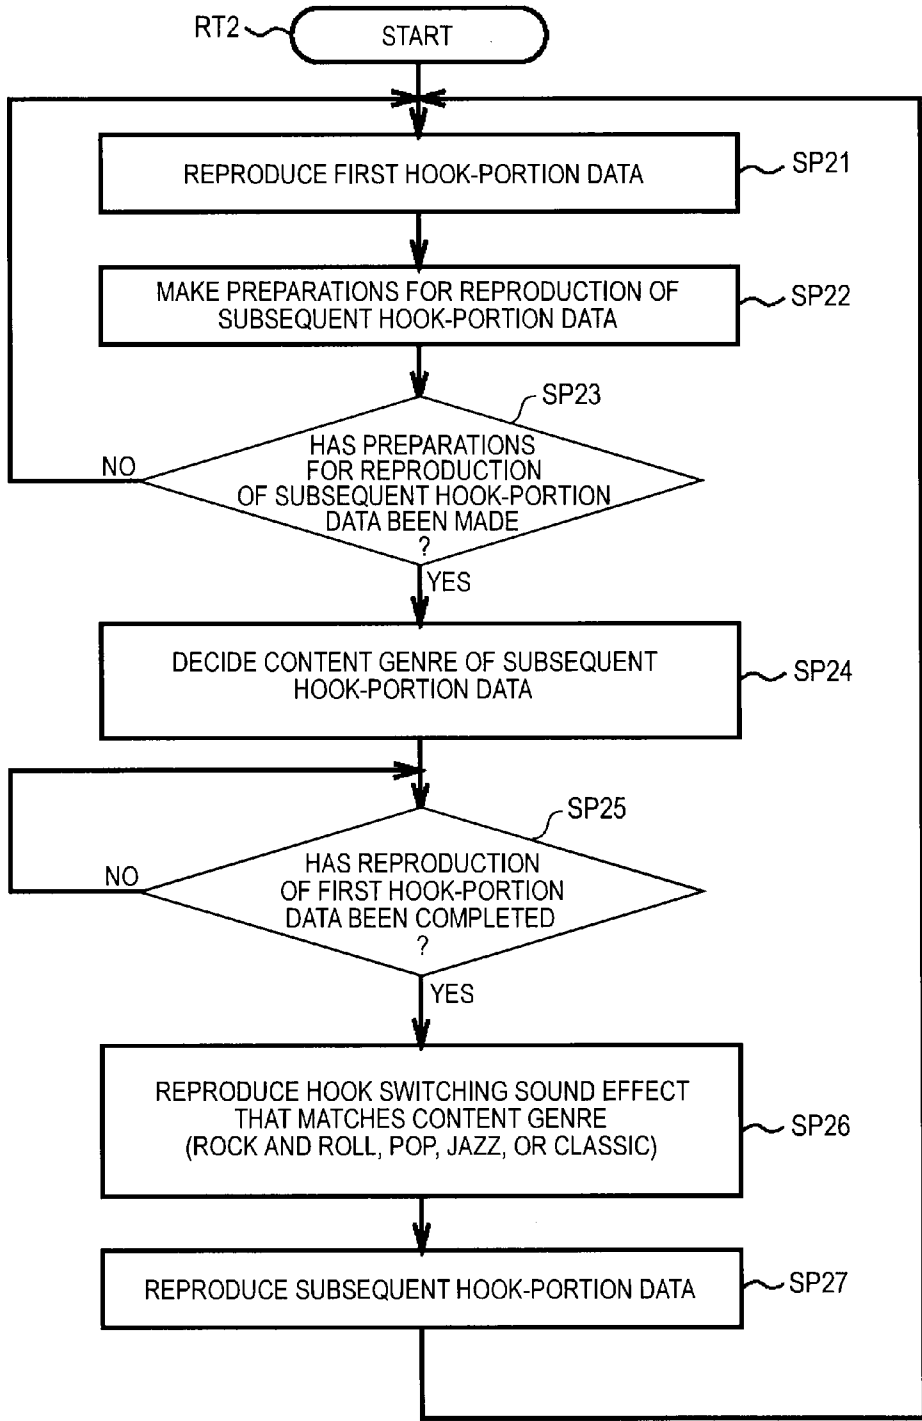 RT2
START
REPRODUCE FIRST HOOK-PORTION DATA
SP21
MAKE PREPARATIONS FOR REPRODUCTION OF
SUBSEQUENT HOOK-PORTION DATA
SP22
SP23
HAS PREPARATIONS
FOR REPRODUCTION
OF SUBSEQUENT HOOK-PORTION
DATA BEEN MADE
?
NO
YES
DECIDE CONTENT GENRE OF SUBSEQUENT
HOOK-PORTION DATA
SP24
SP25
HAS REPRODUCTION
OF FIRST HOOK-PORTION
DATA BEEN COMPLETED
?
NO
YES
REPRODUCE HOOK SWITCHING SOUND EFFECT
THAT MATCHES CONTENT GENRE
(ROCK AND ROLL, POP, JAZZ, OR CLASSIC)
SP26
REPRODUCE SUBSEQUENT HOOK-PORTION DATA
SP27